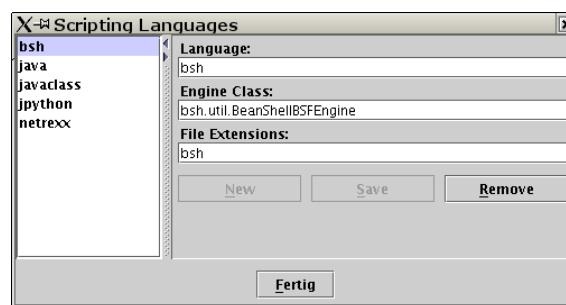 Scripting Languages
bsh
java
javaclass
jpython
netrexx
Language:
bsh
Engine Class:
bsh.util.BeanShellBSFEngine
File Extensions:
bsh
New Save Remove
Fertig